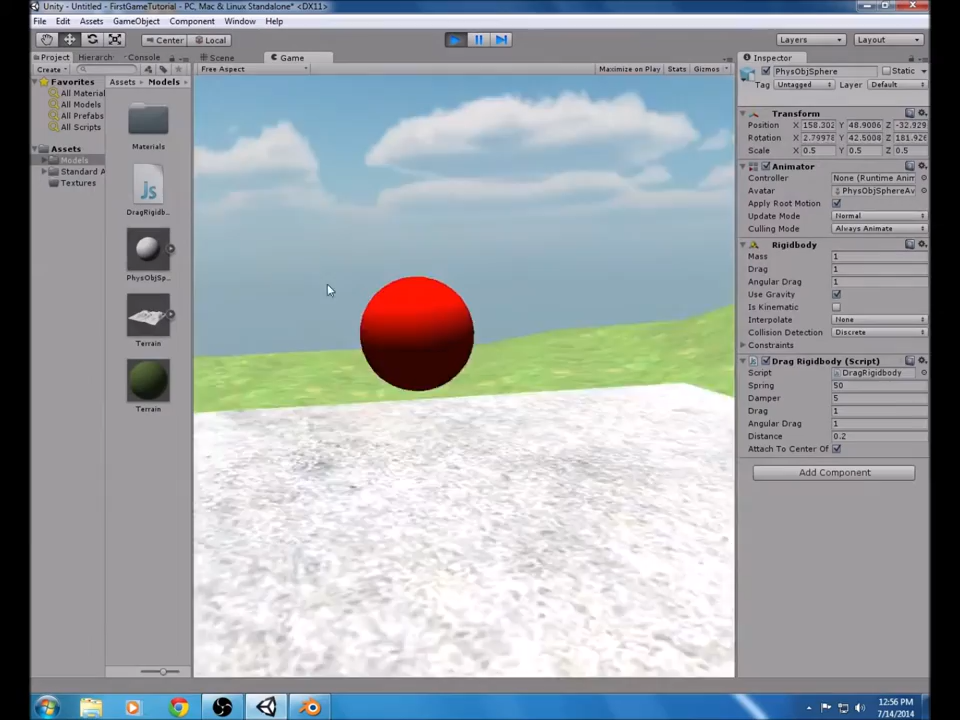 Unity - Untitled - FirstGameTutorial - PC, Mac & Linux Standalone* <DX11>
File Edit Assets GameObject Component Window Help
Center Local Layers Layout
Project Hierarch Console Scene Game Inspector
Create Assets Models Free Aspect Maximize on Play Stats Gizmos PhysObjSphere Static
Favorites
All Material
All Models
All Prefabs
All Scripts
Assets
Models
Standard A
Textures
Materials
DragRigidb...
PhysObjSp...
Terrain
Terrain
Tag Untagged Layer Default
Transform
Position X 158.302 Y 48.9006 Z -32.929
Rotation X 2.79978 Y 42.5008 Z 181.926
Scale X 0.5 Y 0.5 Z 0.5
Animator
Controller None (Runtime Anim
Avatar PhysObjSphereAv
Apply Root Motion
Update Mode Normal
Culling Mode Always Animate
Rigidbody
Mass 1
Drag 1
Angular Drag 1
Use Gravity
Is Kinematic
Interpolate None
Collision Detection Discrete
Constraints
Drag Rigidbody (Script)
Script DragRigidbody
Spring 50
Damper 5
Drag 1
Angular Drag 1
Distance 0.2
Attach To Center Of
Add Component
12:56 PM
7/14/2014